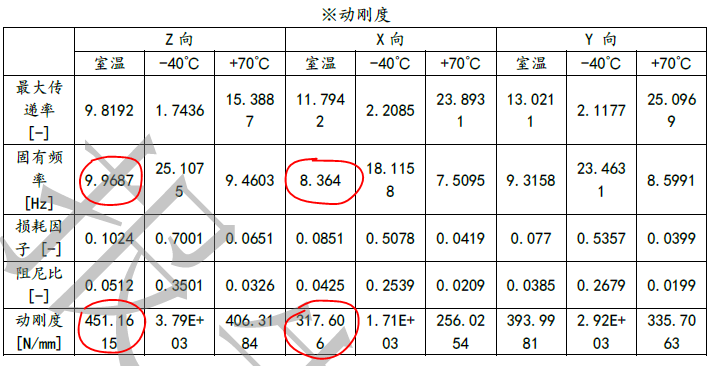 ※动刚度
Z 向 X 向 Y 向
室温 -40℃ +70℃ 室温 -40℃ +70℃ 室温 -40℃ +70℃
最大传递率 [-] 9.8192 1.7436 15.3887 11.7942 2.2085 23.8931 13.0211 2.1177 25.0969
固有频率 [Hz] 9.9687 25.1075 9.4603 8.364 18.1158 7.5095 9.3158 23.4631 8.5991
损耗因子 [-] 0.1024 0.7001 0.0651 0.0851 0.5078 0.0419 0.077 0.5357 0.0399
阻尼比 [-] 0.0512 0.3501 0.0326 0.0425 0.2539 0.0209 0.0385 0.2679 0.0199
动刚度 [N/mm] 451.1615 3.79E+03 406.3184 317.606 1.71E+03 256.0254 393.9981 2.92E+03 335.7063